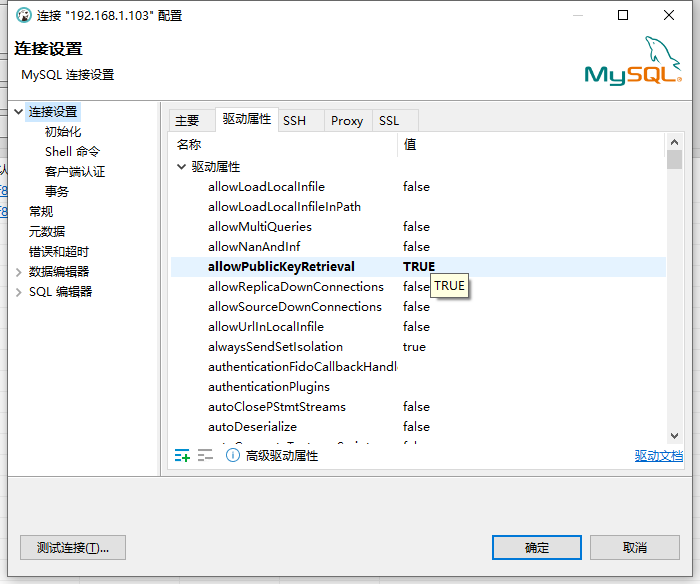 连接 "192.168.1.103" 配置
连接设置
MySQL 连接设置
MySQL
连接设置
初始化
Shell 命令
客户端认证
事务
常规
元数据
错误和超时
数据编辑器
SQL 编辑器
主要 驱动属性 SSH Proxy SSL
名称 值
驱动属性
allowLoadLocalInfile false
allowLoadLocalInfileInPath
allowMultiQueries false
allowNanAndInf false
allowPublicKeyRetrieval TRUE
allowReplicaDownConnections false
TRUE
allowSourceDownConnections false
allowUrlInLocalInfile false
alwaysSendSetIsolation true
authenticationFidoCallbackHandl
authenticationPlugins
autoClosePStmtStreams false
autoDeserialize false
高级驱动属性 驱动文档
测试连接(T)... 确定 取消